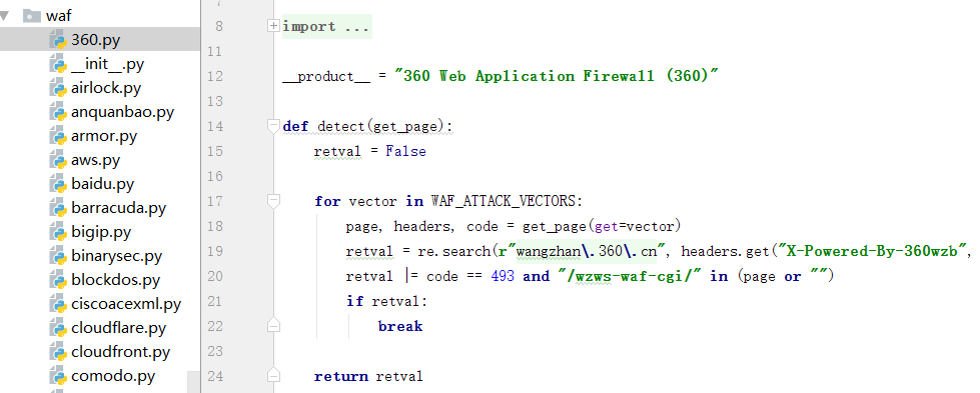 waf
360.py
__init__.py
airlock.py
anquanbao.py
armor.py
aws.py
baidu.py
barracuda.py
bigip.py
binarysec.py
blockdos.py
ciscoacexml.py
cloudflare.py
cloudfront.py
comodo.py
8 import ...
11
12 __product__ = "360 Web Application Firewall (360)"
13
14 def detect(get_page):
15 retval = False
16
17 for vector in WAF_ATTACK_VECTORS:
18 page, headers, code = get_page(get=vector)
19 retval = re.search(r"wangzhan\.360\.cn", headers.get("X-Powered-By-360wzb",
20 retval |= code == 493 and "/wzws-waf-cgi/" in (page or "")
21 if retval:
22 break
23
24 return retval